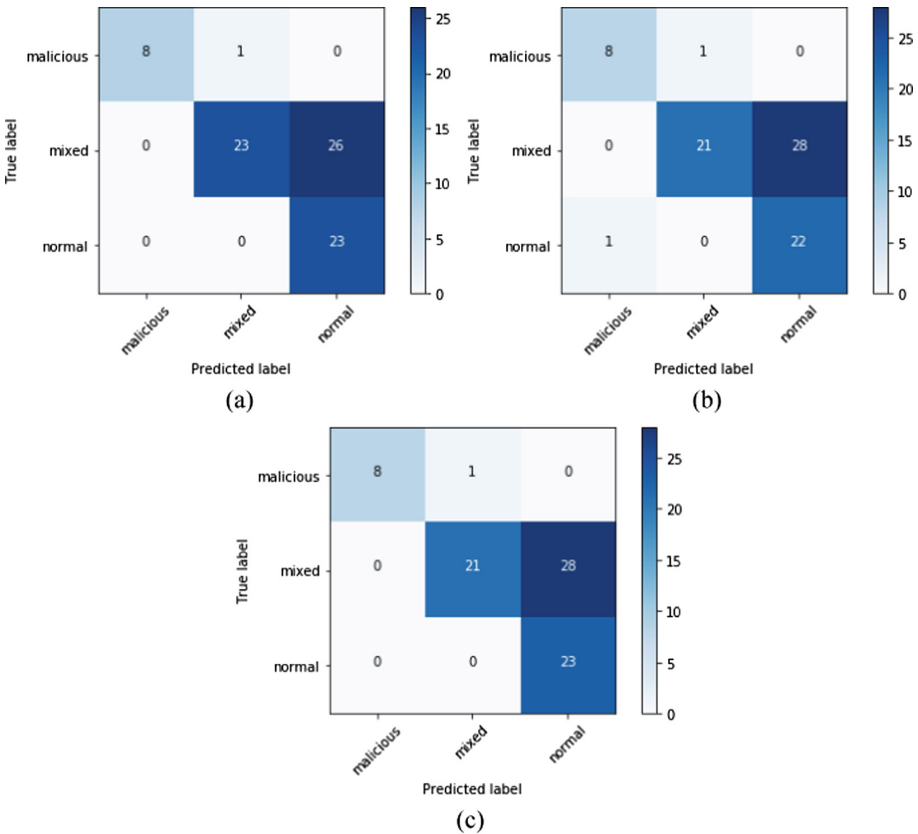 malicious 8 1 0
mixed 0 23 26
normal 0 0 23
malicious mixed normal
True label
Predicted label
25
20
15
10
5
0
(a)
malicious 8 1 0
mixed 0 21 28
normal 1 0 22
malicious mixed normal
True label
Predicted label
25
20
15
10
5
0
(b)
malicious 8 1 0
mixed 0 21 28
normal 0 0 23
malicious mixed normal
True label
Predicted label
25
20
15
10
5
0
(c)